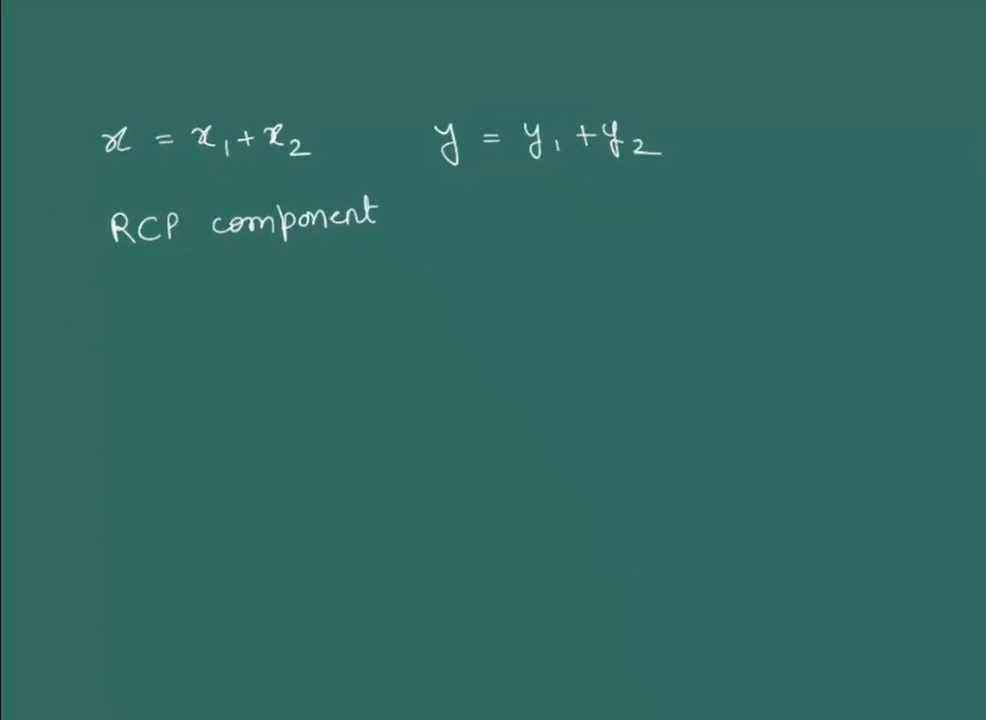 x = x₁ + x₂ y = y₁ + y₂
RCP component